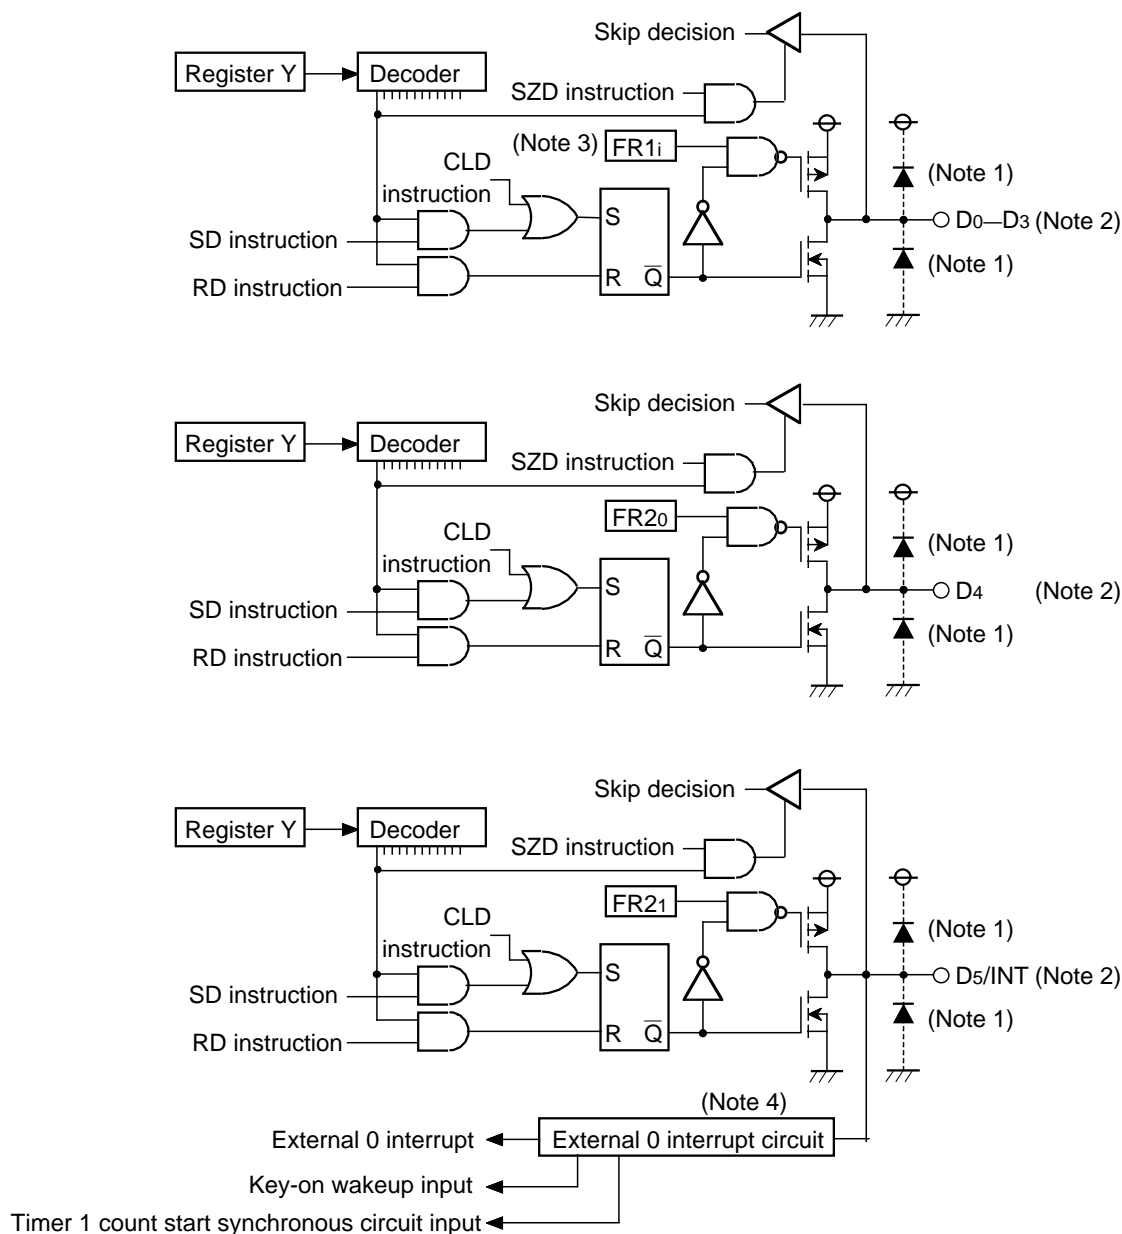 Skip decision
Register Y
Decoder
SZD instruction
(Note 3)
FR1i
CLD
instruction
(Note 1)
S
D0—D3 (Note 2)
SD instruction
(Note 1)
R Q̅
RD instruction
Skip decision
Register Y
Decoder
SZD instruction
FR20
CLD
instruction
(Note 1)
S
D4 (Note 2)
SD instruction
(Note 1)
R Q̅
RD instruction
Skip decision
Register Y
Decoder
SZD instruction
FR21
CLD
instruction
(Note 1)
S
D5/INT (Note 2)
SD instruction
(Note 1)
R Q̅
RD instruction
(Note 4)
External 0 interrupt
External 0 interrupt circuit
Key-on wakeup input
Timer 1 count start synchronous circuit input